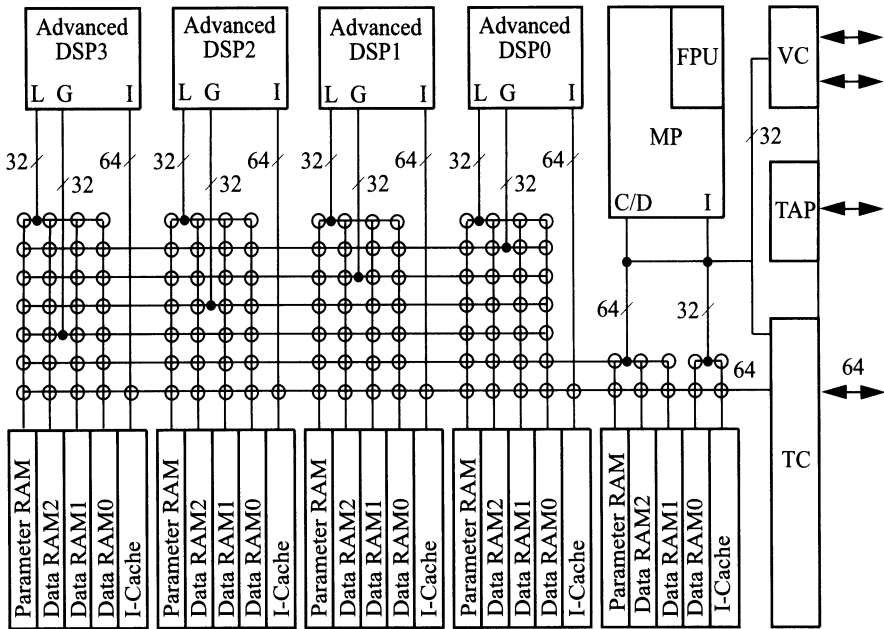 Advanced
DSP3
L G I
Advanced
DSP2
L G I
Advanced
DSP1
L G I
Advanced
DSP0
L G I
FPU
MP
C/D I
VC
TAP
TC
32
32
64
32
32
64
32
32
64
32
32
64
32
64
32
64
64
Parameter RAM
Data RAM2
Data RAM1
Data RAM0
I-Cache
Parameter RAM
Data RAM2
Data RAM1
Data RAM0
I-Cache
Parameter RAM
Data RAM2
Data RAM1
Data RAM0
I-Cache
Parameter RAM
Data RAM2
Data RAM1
Data RAM0
I-Cache
Parameter RAM
Data RAM2
Data RAM1
Data RAM0
I-Cache